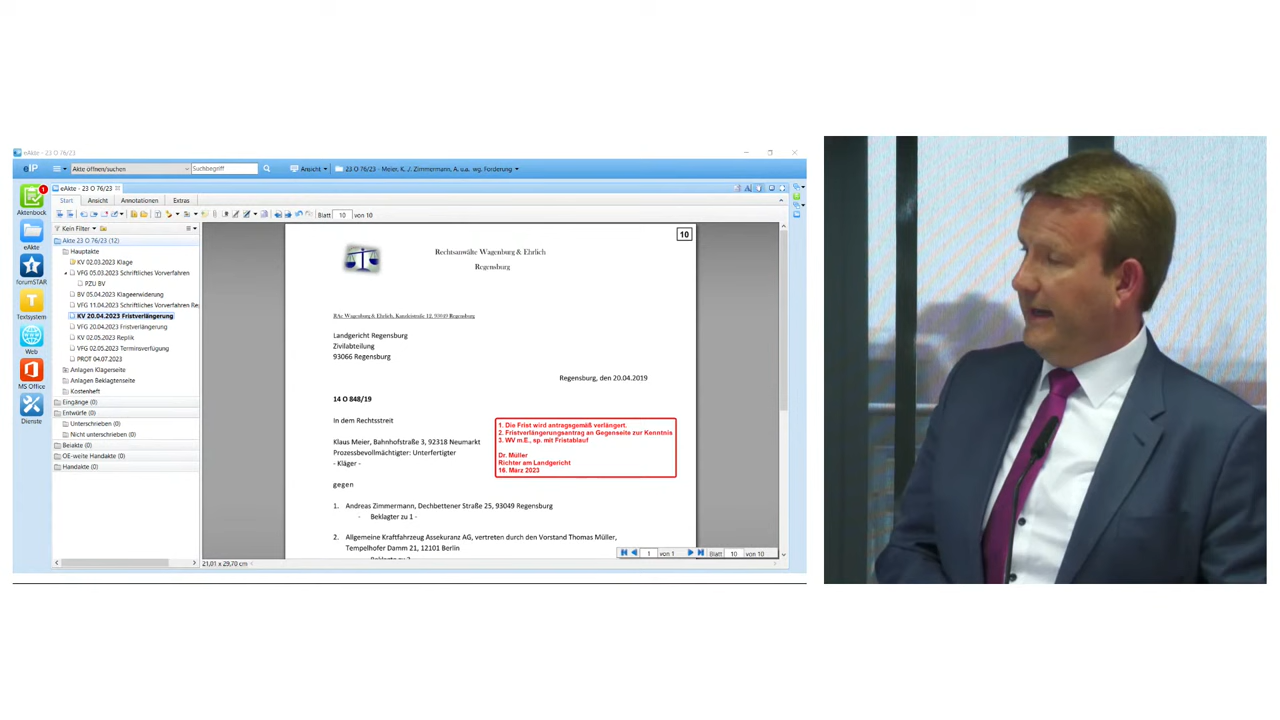 eAkte - 23 O 76/23
eIP
Akte öffnen/suchen
Suchbegriff
Ansicht
23 O 76/23 - Meier, K. J. Zimmermann, A. u.a. wg. Forderung
eAkte - 23 O 76/23
Start Ansicht Annotationen Extras
Blatt 10 von 10
1
Aktenbock
eAkte
forumSTAR
Textsystem
Web
MS Office
Dienste
Kein Filter
Akte 23 O 76/23 (12)
Hauptakte
KV 02.03.2023 Klage
VFG 05.03.2023 Schriftliches Vorverfahren
PZU BV
BV 05.04.2023 Klageerwiderung
VFG 11.04.2023 Schriftliches Vorverfahren Re
KV 20.04.2023 Fristverlängerung
VFG 20.04.2023 Fristverlängerung
KV 02.05.2023 Replik
VFG 02.05.2023 Terminsverfügung
PROT 04.07.2023
Anlagen Klägerseite
Anlagen Beklagtenseite
Kostenheft
Eingänge (0)
Entwürfe (0)
Unterschrieben (0)
Nicht unterschrieben (0)
Beiakte (0)
OE-weite Handakte (0)
Handakte (0)
10
Rechtsanwälte Wagenburg & Ehrlich
Regensburg
RAe Wagenburg & Ehrlich, Kanzleistraße 12, 93049 Regensburg
Landgericht Regensburg
Zivilabteilung
93066 Regensburg
Regensburg, den 20.04.2019
14 O 848/19
In dem Rechtsstreit
Klaus Meier, Bahnhofstraße 3, 92318 Neumarkt
Prozessbevollmächtigter: Unterfertigter
- Kläger -
1. Die Frist wird antragsgemäß verlängert.
2. Fristverlängerungsantrag an Gegenseite zur Kenntnis
3. WV m.E., sp. mit Fristablauf
Dr. Müller
Richter am Landgericht
16. März 2023
gegen
1. Andreas Zimmermann, Dechbettener Straße 25, 93049 Regensburg
- Beklagter zu 1 -
2. Allgemeine Kraftfahrzeug Assekuranz AG, vertreten durch den Vorstand Thomas Müller,
Tempelhofer Damm 21, 12101 Berlin
1 von 1 Blatt 10 von 10
21,01 x 29,70 cm